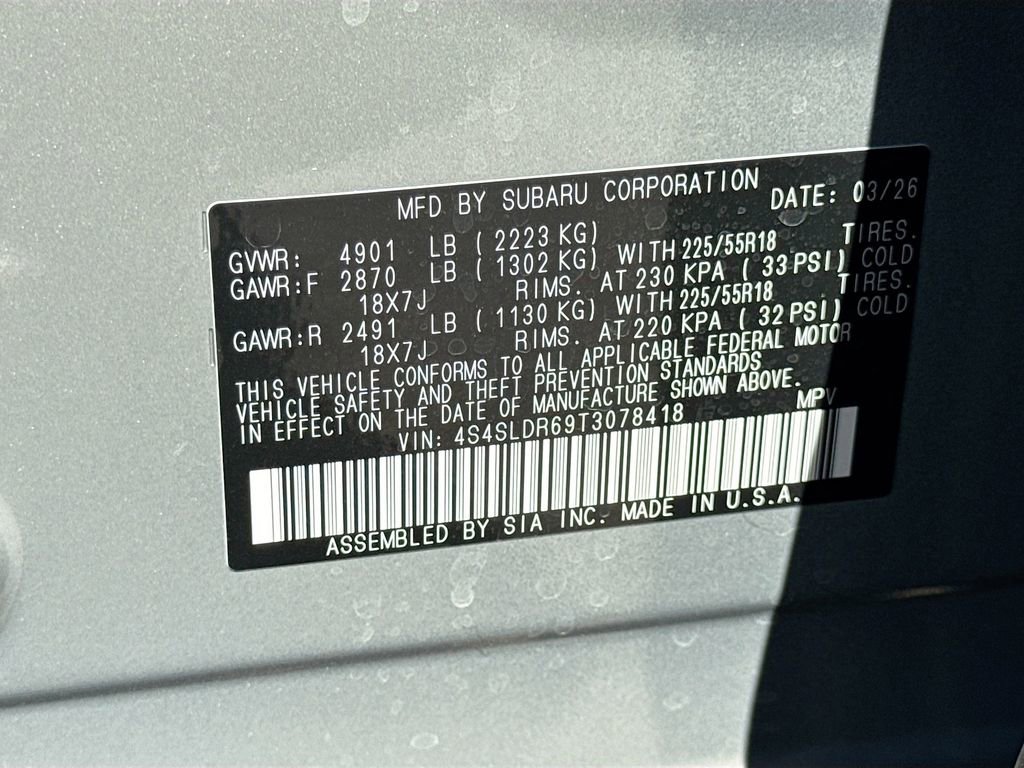 MFD BY SUBARU CORPORATION DATE: 03/26
GVWR: 4901 LB ( 2223 KG)
GAWR:F 2870 LB ( 1302 KG) WITH 225/55R18 TIRES.
18X7J RIMS. AT 230 KPA ( 33 PSI) COLD
GAWR:R 2491 LB ( 1130 KG) WITH 225/55R18 TIRES.
18X7J RIMS. AT 220 KPA ( 32 PSI) COLD
THIS VEHICLE CONFORMS TO ALL APPLICABLE FEDERAL MOTOR
VEHICLE SAFETY AND THEFT PREVENTION STANDARDS
IN EFFECT ON THE DATE OF MANUFACTURE SHOWN ABOVE.
VIN: 4S4SLDR69T3078418 MPV
ASSEMBLED BY SIA INC. MADE IN U.S.A.